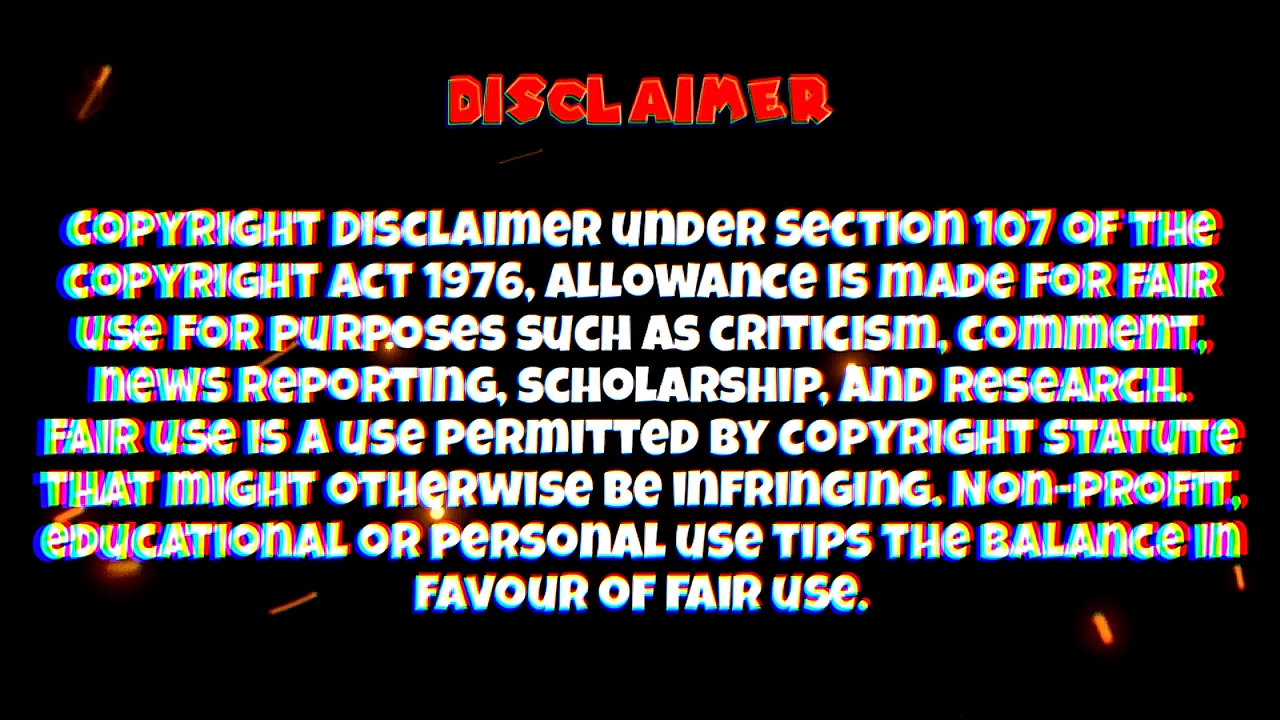 DISCLAIMER
COPYRIGHT DISCLAIMER UNDER SECTION 107 OF THE
COPYRIGHT ACT 1976, ALLOWANCE IS MADE FOR FAIR
USE FOR PURPOSES SUCH AS CRITICISM, COMMENT,
NEWS REPORTING, SCHOLARSHIP, AND RESEARCH.
FAIR USE IS A USE PERMITTED BY COPYRIGHT STATUTE
THAT MIGHT OTHERWISE BE INFRINGING. NON-PROFIT,
EDUCATIONAL OR PERSONAL USE TIPS THE BALANCE IN
FAVOUR OF FAIR USE.